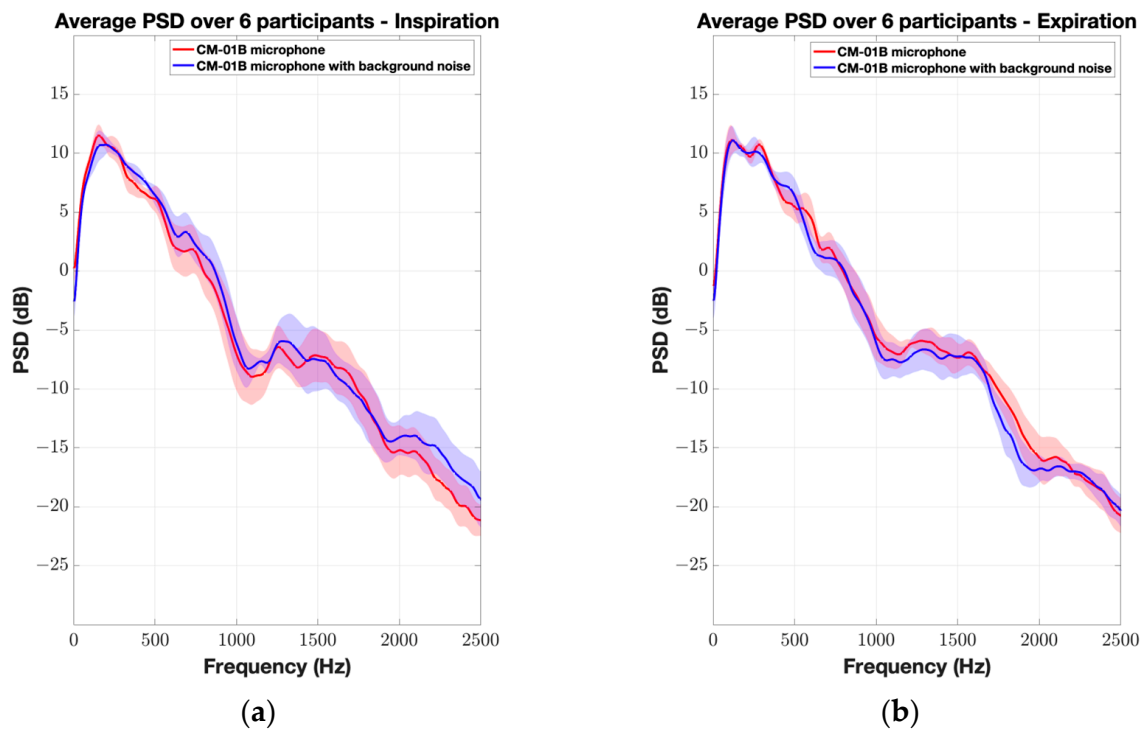 Average PSD over 6 participants - Inspiration
CM-01B microphone
CM-01B microphone with background noise
15
10
5
0
−5
−10
−15
−20
−25
PSD (dB)
0 500 1000 1500 2000 2500
Frequency (Hz)
(a)
Average PSD over 6 participants - Expiration
CM-01B microphone
CM-01B microphone with background noise
15
10
5
0
−5
−10
−15
−20
−25
PSD (dB)
0 500 1000 1500 2000 2500
Frequency (Hz)
(b)